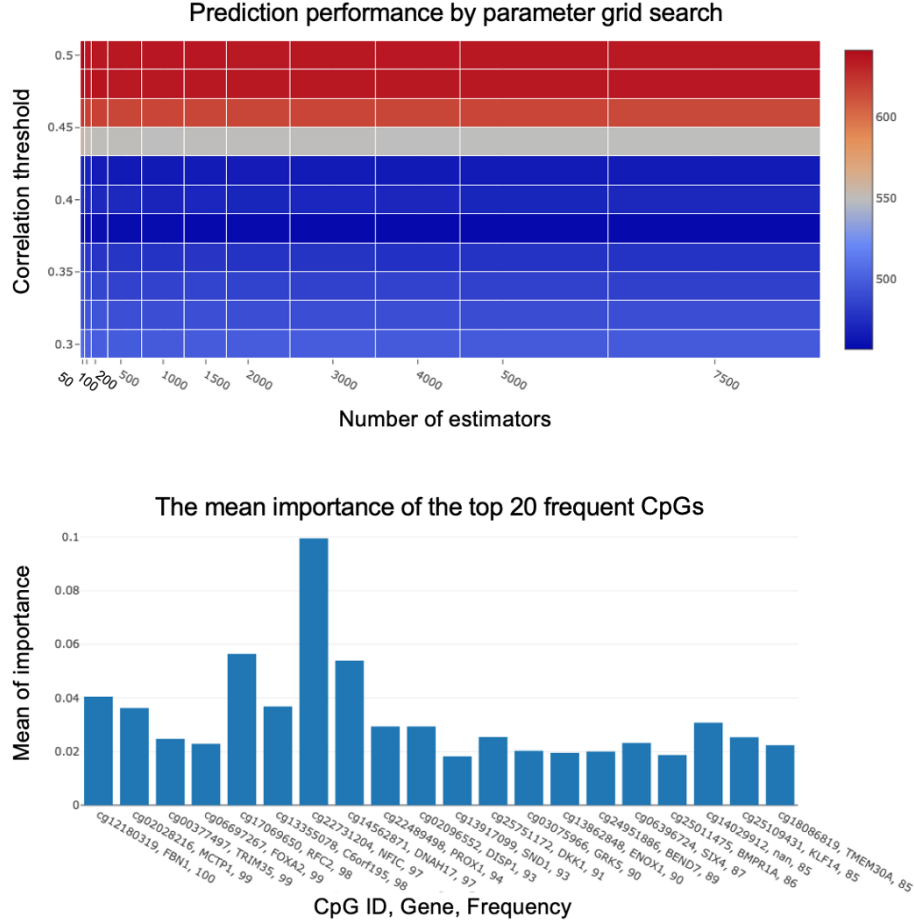 Prediction performance by parameter grid search
Correlation threshold
0.5
0.45
0.4
0.35
0.3
600
550
500
50
100
200
500
1000
1500
2000
3000
4000
5000
7500
Number of estimators
The mean importance of the top 20 frequent CpGs
Mean of importance
0.1
0.08
0.06
0.04
0.02
0
cg12180319, FBN1, 100
cg02028216, MCTP1, 99
cg00377497, TRIM35, 99
cg06697267, FOXA2, 99
cg17069650, RFC2, 98
cg13355078, C6orf195, 98
cg22731204, NFIC, 97
cg14562871, DNAH17, 97
cg22489498, PROX1, 94
cg02096552, DISP1, 93
cg13917099, SND1, 93
cg25751172, DKK1, 91
cg03075966, GRK5, 90
cg13862848, ENOX1, 90
cg24951886, BEND7, 89
cg06396724, SIX4, 87
cg25011475, BMPR1A, 86
cg14029912, nan, 85
cg25109431, KLF14, 85
cg18086819, TMEM30A, 85
CpG ID, Gene, Frequency